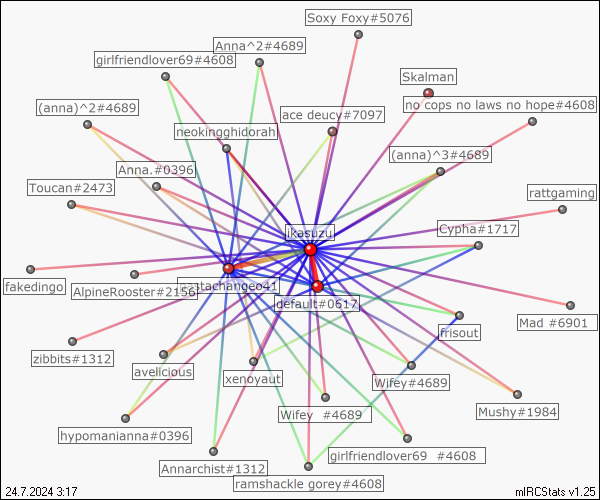 Soxy Foxy#5076
Anna^2#4689
girlfriendlover69#4608
Skalman
(anna)^2#4689
no cops no laws no hope#4608
ace deucy#7097
neokingghidorah
(anna)^3#4689
Anna.#0396
Toucan#2473
rattgaming
Cypha#1717
ikasuzu
fakedingo
AlpineRooster#2156
pastachangeo41
default#0617
Mad #6901
frisout
zibbits#1312
avelicious
xenoyaut
Wifey#4689
Wifey #4689
Mushy#1984
hypomanianna#0396
girlfriendlover69 #4608
Annarchist#1312
ramshackle gorey#4608
24.7.2024 3:17
mIRCStats v1.25